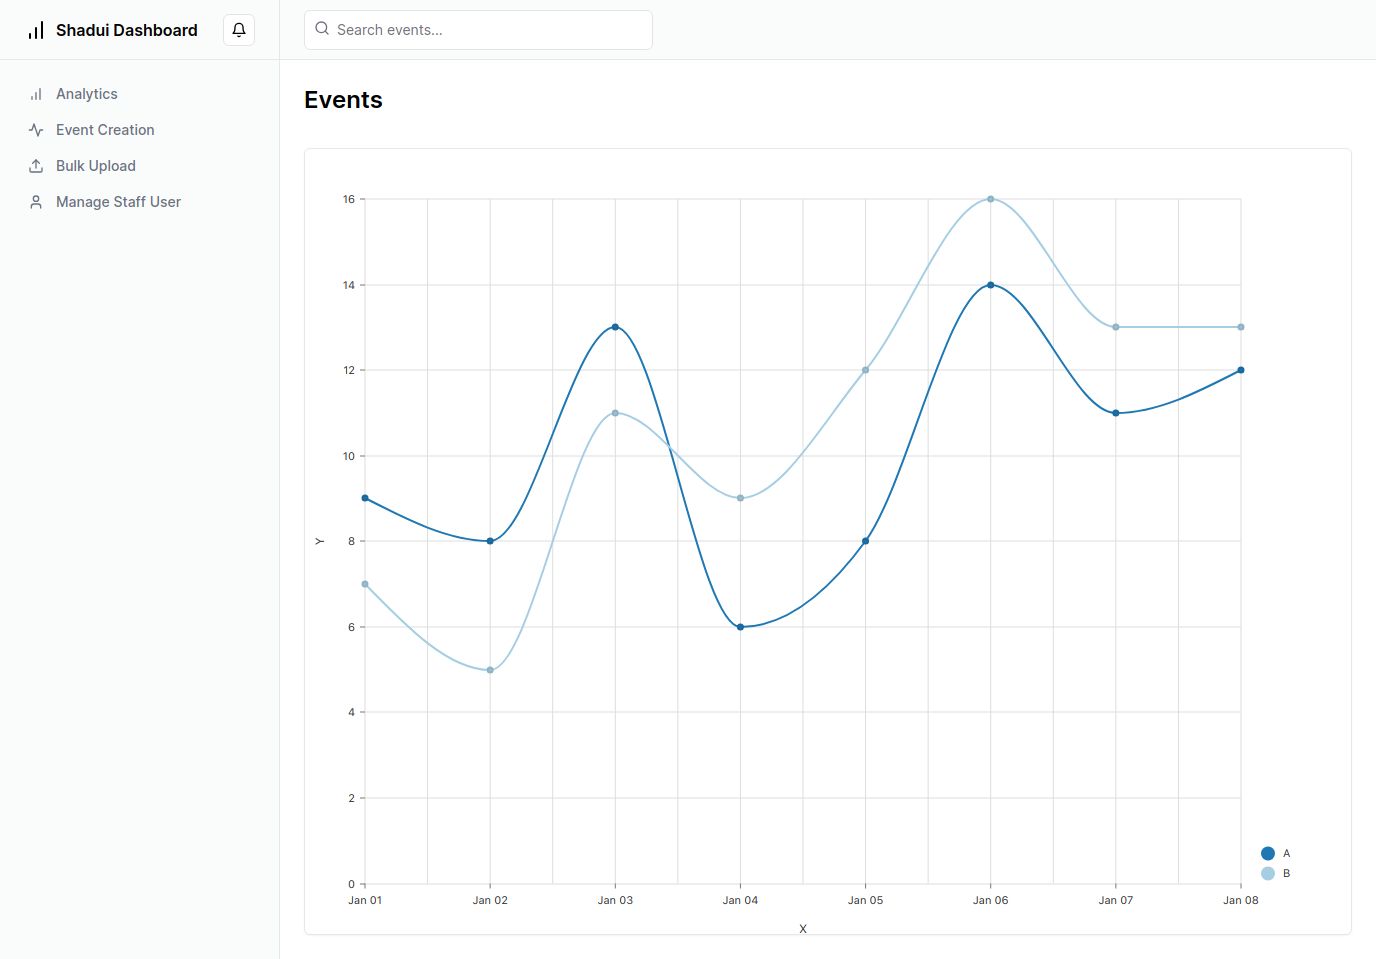 Shadui Dashboard
Search events...
Analytics
Event Creation
Bulk Upload
Manage Staff User
Events
16
14
12
10
8
6
4
2
0
Y
Jan 01 Jan 02 Jan 03 Jan 04 Jan 05 Jan 06 Jan 07 Jan 08
X
A
B